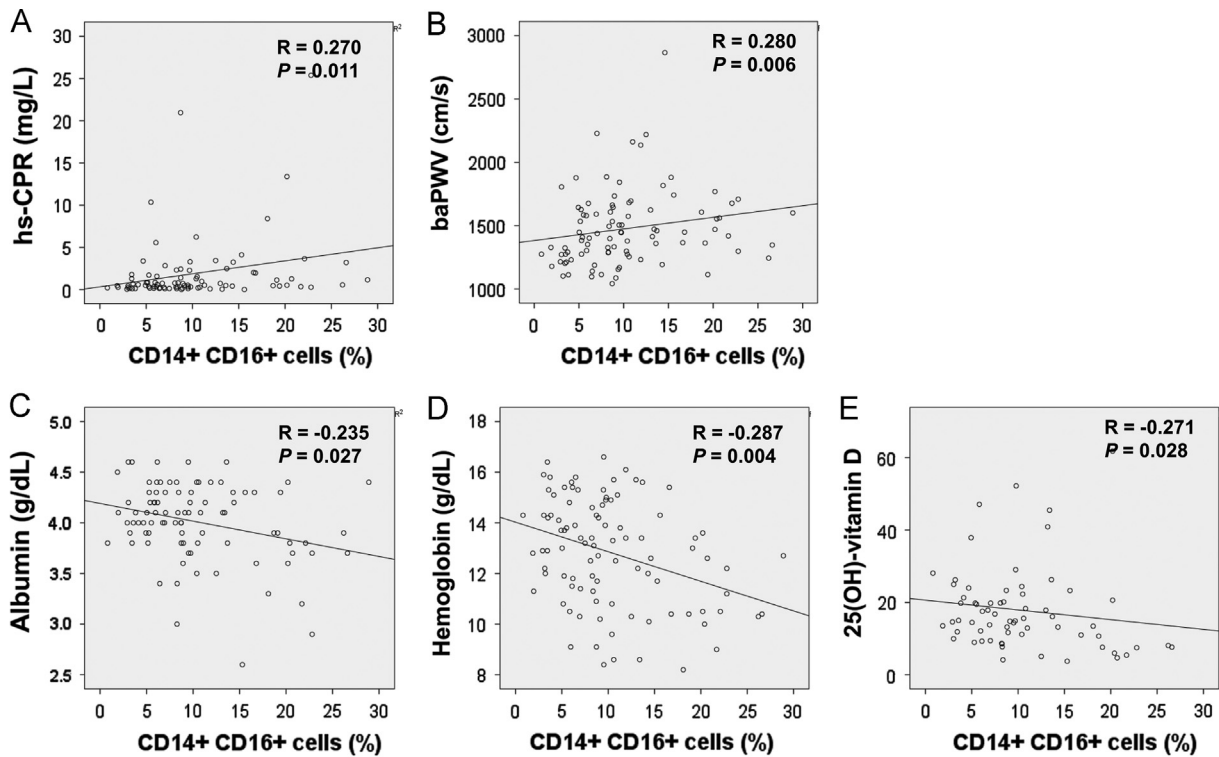 A
hs-CPR (mg/L)
30
25
20
15
10
5
0
R²
R = 0.270
P = 0.011
0 5 10 15 20 25 30
CD14+ CD16+ cells (%)
B
baPWV (cm/s)
3000
2500
2000
1500
1000
R = 0.280
P = 0.006
0 5 10 15 20 25 30
CD14+ CD16+ cells (%)
C
Albumin (g/dL)
5.0
4.5
4.0
3.5
3.0
2.5
R²
R = -0.235
P = 0.027
0 5 10 15 20 25 30
CD14+ CD16+ cells (%)
D
Hemoglobin (g/dL)
18
16
14
12
10
8
R = -0.287
P = 0.004
0 5 10 15 20 25 30
CD14+ CD16+ cells (%)
E
25(OH)-vitamin D
60
40
20
0
R = -0.271
P = 0.028
0 5 10 15 20 25 30
CD14+ CD16+ cells (%)